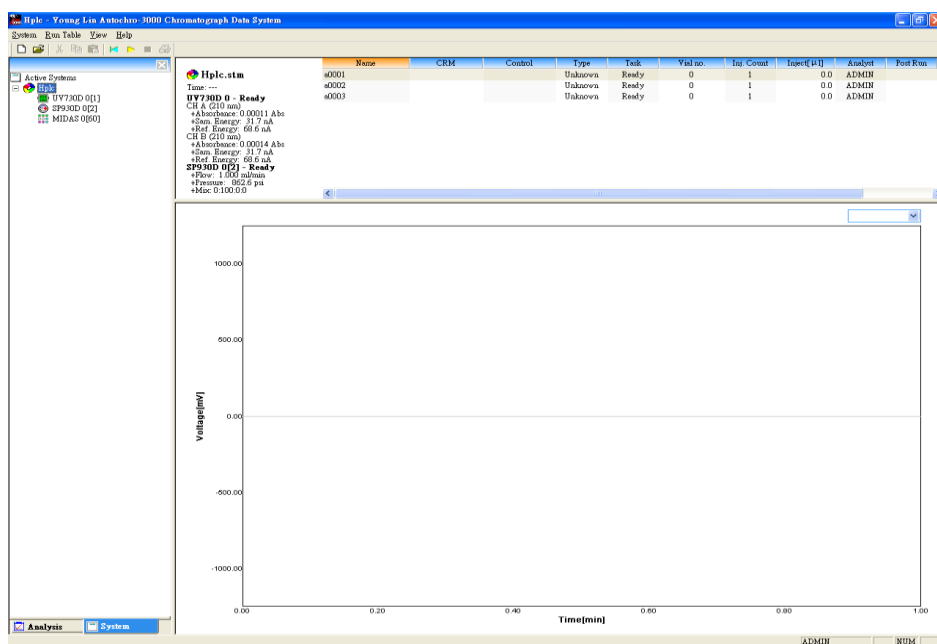 Hplc - Young Lin Autochro-3000 Chromatograph Data System
System Run Table View Help
Active Systems
Hplc
UV730D 0[1]
SP930D 0[2]
MIDAS 0[60]
Hplc.stm
Time: ---
UV730D 0 - Ready
CH A (210 nm)
+Absorbance: 0.00011 Abs
+Sam. Energy: 31.7 nA
+Ref. Energy: 68.6 nA
CH B (210 nm)
+Absorbance: 0.00014 Abs
+Sam. Energy: 31.7 nA
+Ref. Energy: 68.6 nA
SP930D 0[2] - Ready
+Flow: 1.000 ml/min
+Pressure: 862.6 psi
+Mix: 0:100:0:0
Name CRM Control Type Task Vial no. Inj. Count Inject[μl] Analyst Post Run
a0001 Unknown Ready 0 1 0.0 ADMIN
a0002 Unknown Ready 0 1 0.0 ADMIN
a0003 Unknown Ready 0 1 0.0 ADMIN
1000.00
500.00
0.00
-500.00
-1000.00
Voltage[mV]
0.00 0.20 0.40 0.60 0.80 1.00
Time[min]
Analysis System
ADMIN NUM